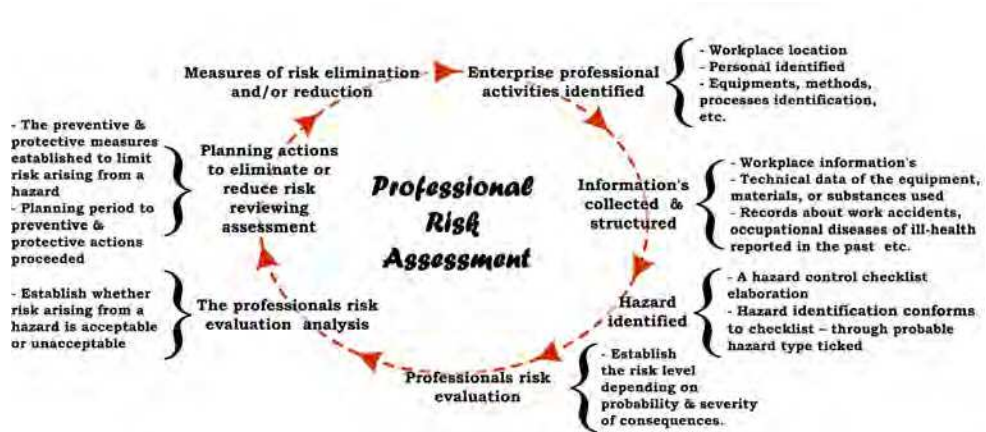 Measures of risk elimination
and/or reduction
Enterprise professional
activities identified
- Workplace location
- Personal identified
- Equipments, methods,
processes identification,
etc.
Information's
collected &
structured
- Workplace information's
- Technical data of the equipment,
materials, or substances used
- Records about work accidents,
occupational diseases of ill-health
reported in the past etc.
Hazard
identified
- A hazard control checklist
elaboration
- Hazard identification conforms
to checklist – through probable
hazard type ticked
Professionals risk
evaluation
- Establish
the risk level
depending on
probability & severity
of consequences.
The professionals risk
evaluation analysis
- Establish whether
risk arising from a
hazard is acceptable
or unacceptable
Planning actions
to eliminate or
reduce risk
reviewing
assessment
- The preventive &
protective measures
established to limit
risk arising from a
hazard
- Planning period to
preventive &
protective actions
proceeded
Professional
Risk
Assessment